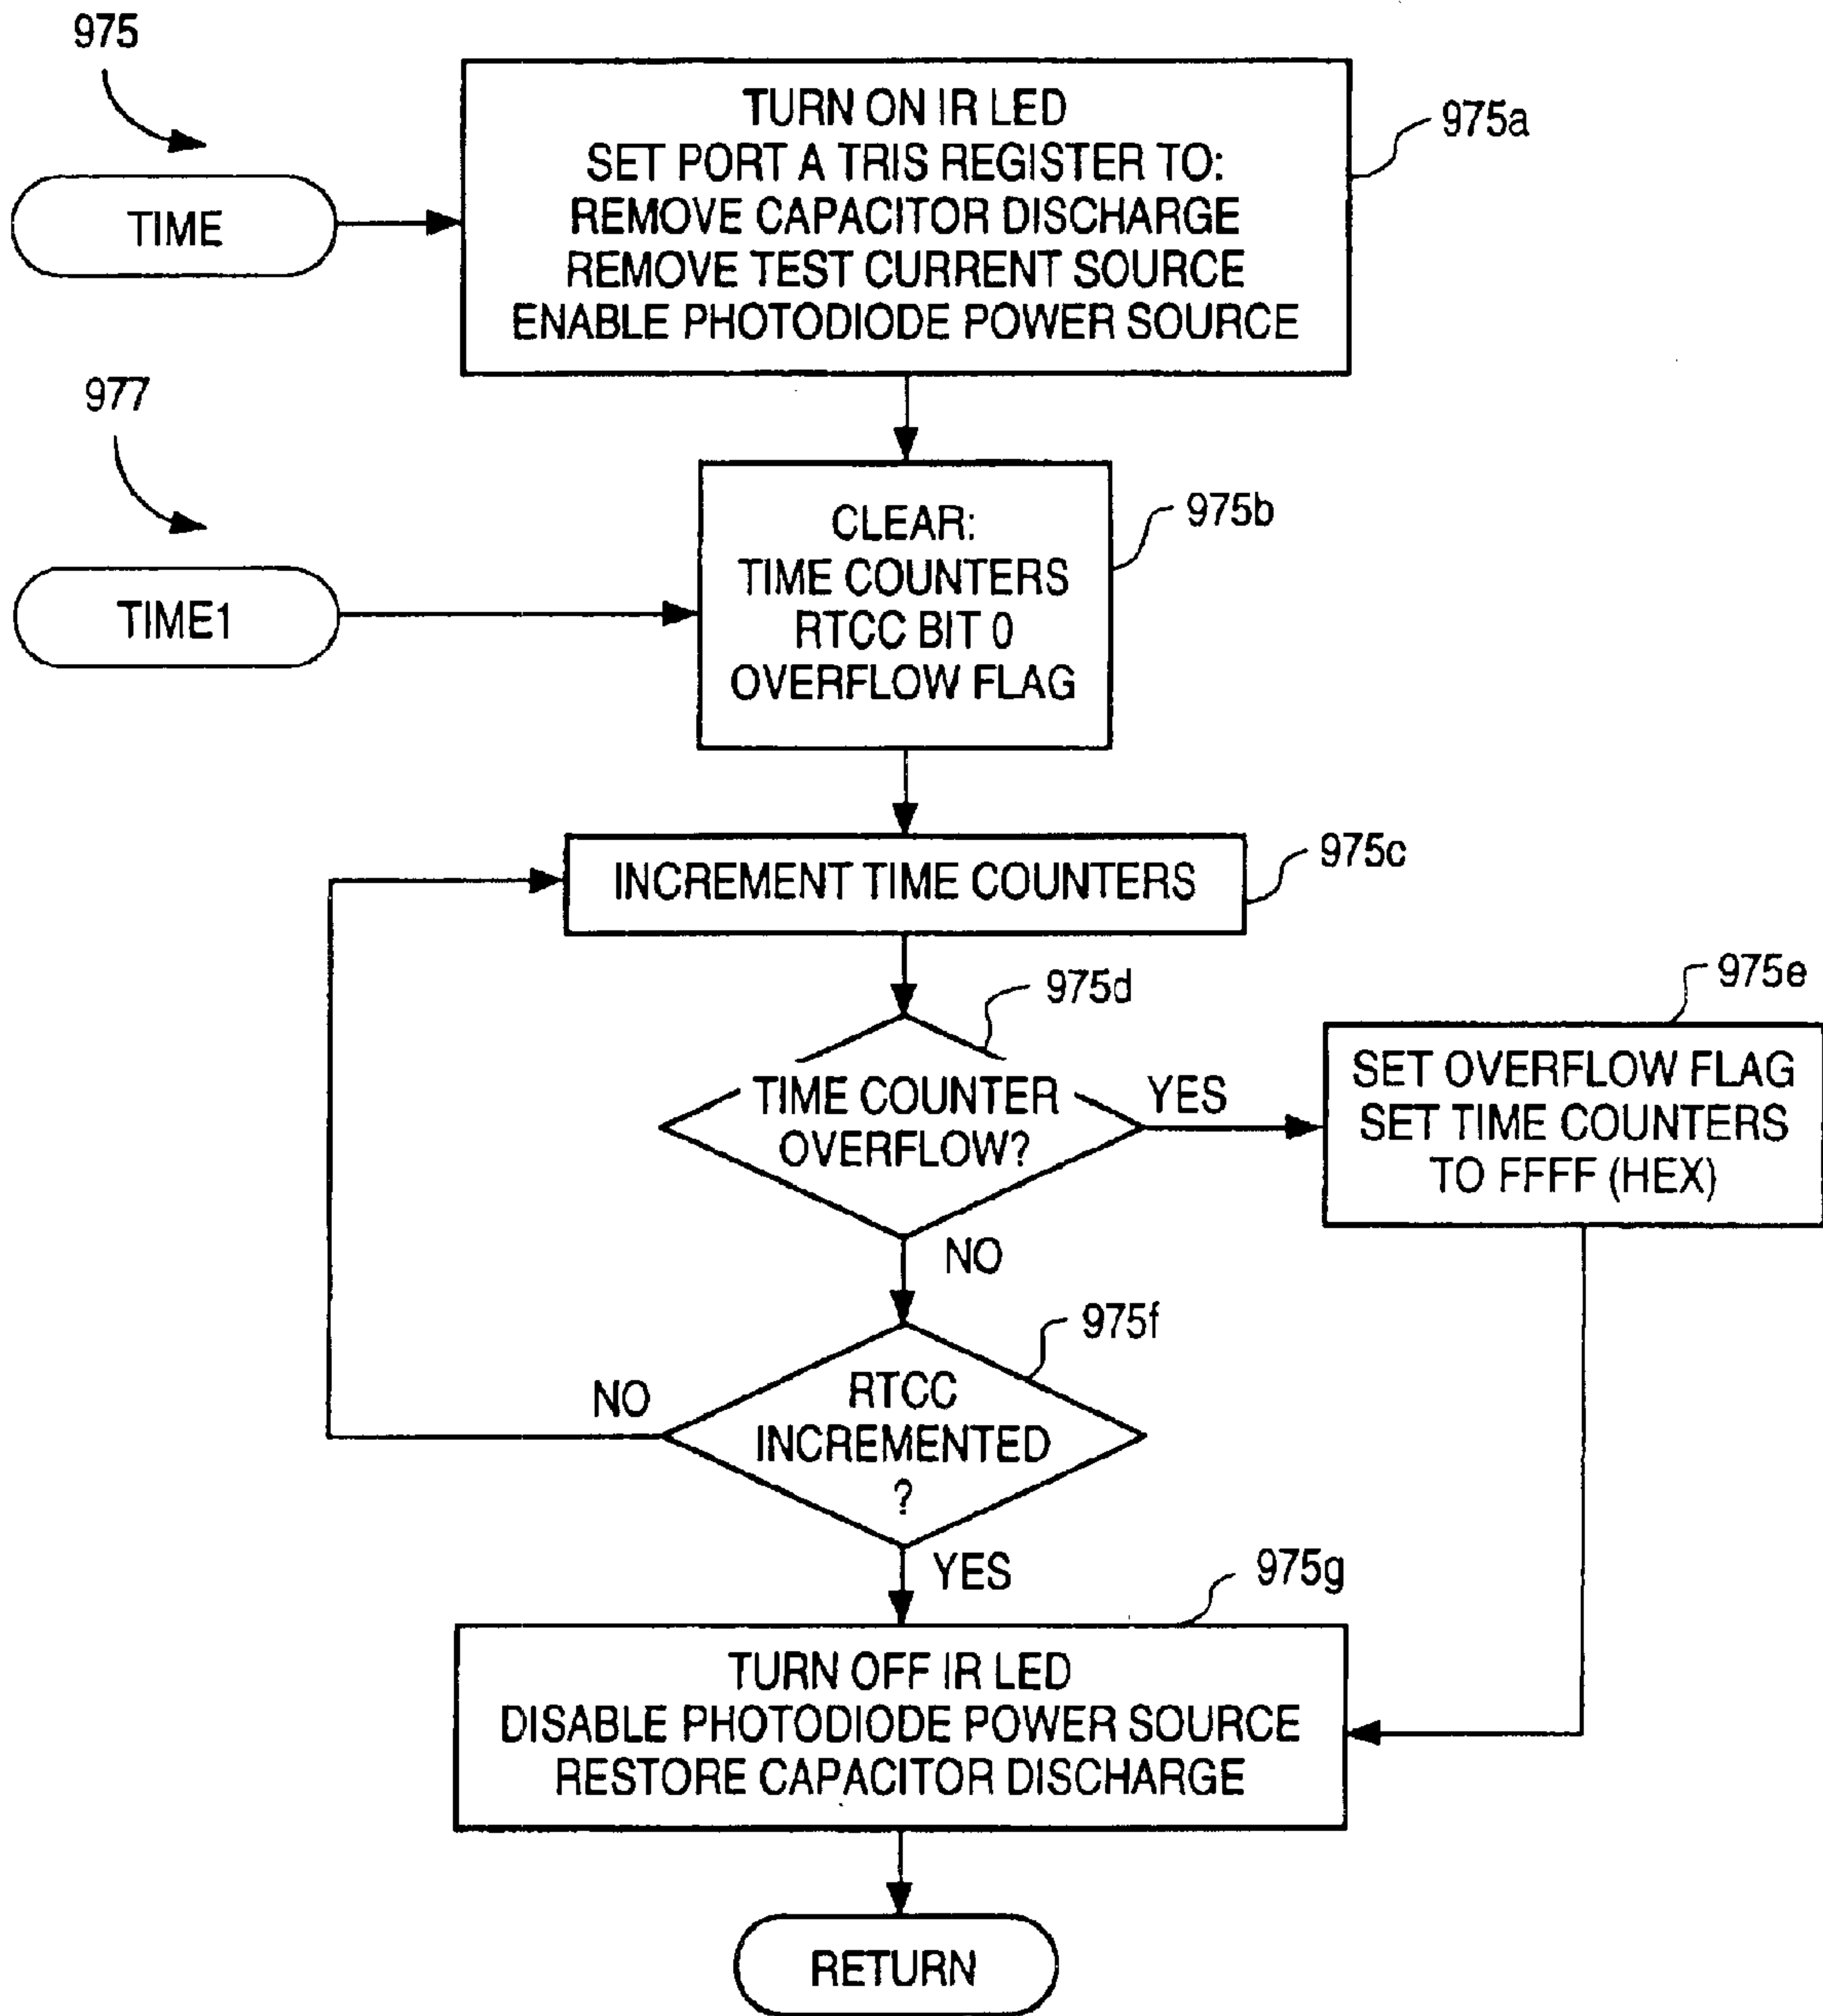 975
TURN ON IR LED
SET PORT A TRIS REGISTER TO:
REMOVE CAPACITOR DISCHARGE
REMOVE TEST CURRENT SOURCE
ENABLE PHOTODIODE POWER SOURCE
975a
TIME
977
CLEAR:
TIME COUNTERS
RTCC BIT 0
OVERFLOW FLAG
975b
TIME1
INCREMENT TIME COUNTERS
975c
975d
TIME COUNTER
OVERFLOW?
YES
975e
SET OVERFLOW FLAG
SET TIME COUNTERS
TO FFFF (HEX)
NO
975f
RTCC
INCREMENTED
?
NO
YES
975g
TURN OFF IR LED
DISABLE PHOTODIODE POWER SOURCE
RESTORE CAPACITOR DISCHARGE
RETURN